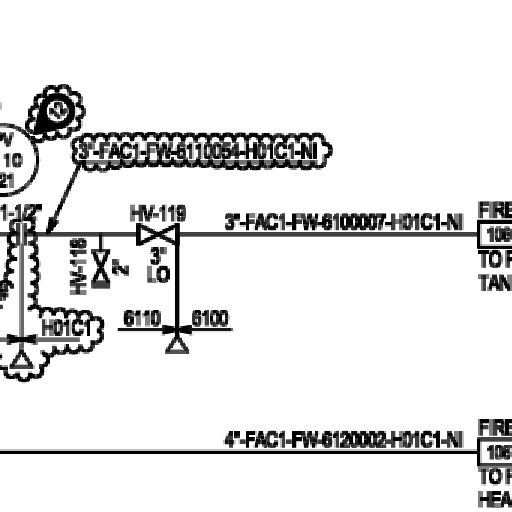 12
10
21
3"-FAC1-FW-6110054-H01C1-NI
1-1/2"
HV-119
3"-FAC1-FW-6100007-H01C1-NI
FIRE
106
HV-118
2"
3"
LO
TO
TAN
H01C1
6110
6100
4"-FAC1-FW-6120002-H01C1-NI
FIRE
106
TO
HEA